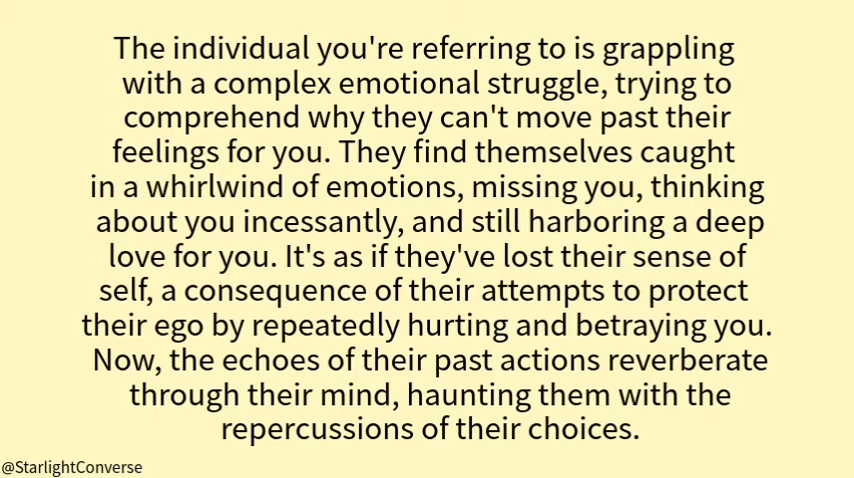 The individual you're referring to is grappling
with a complex emotional struggle, trying to
comprehend why they can't move past their
feelings for you. They find themselves caught
in a whirlwind of emotions, missing you, thinking
about you incessantly, and still harboring a deep
love for you. It's as if they've lost their sense of
self, a consequence of their attempts to protect
their ego by repeatedly hurting and betraying you.
Now, the echoes of their past actions reverberate
through their mind, haunting them with the
repercussions of their choices.
@StarlightConverse